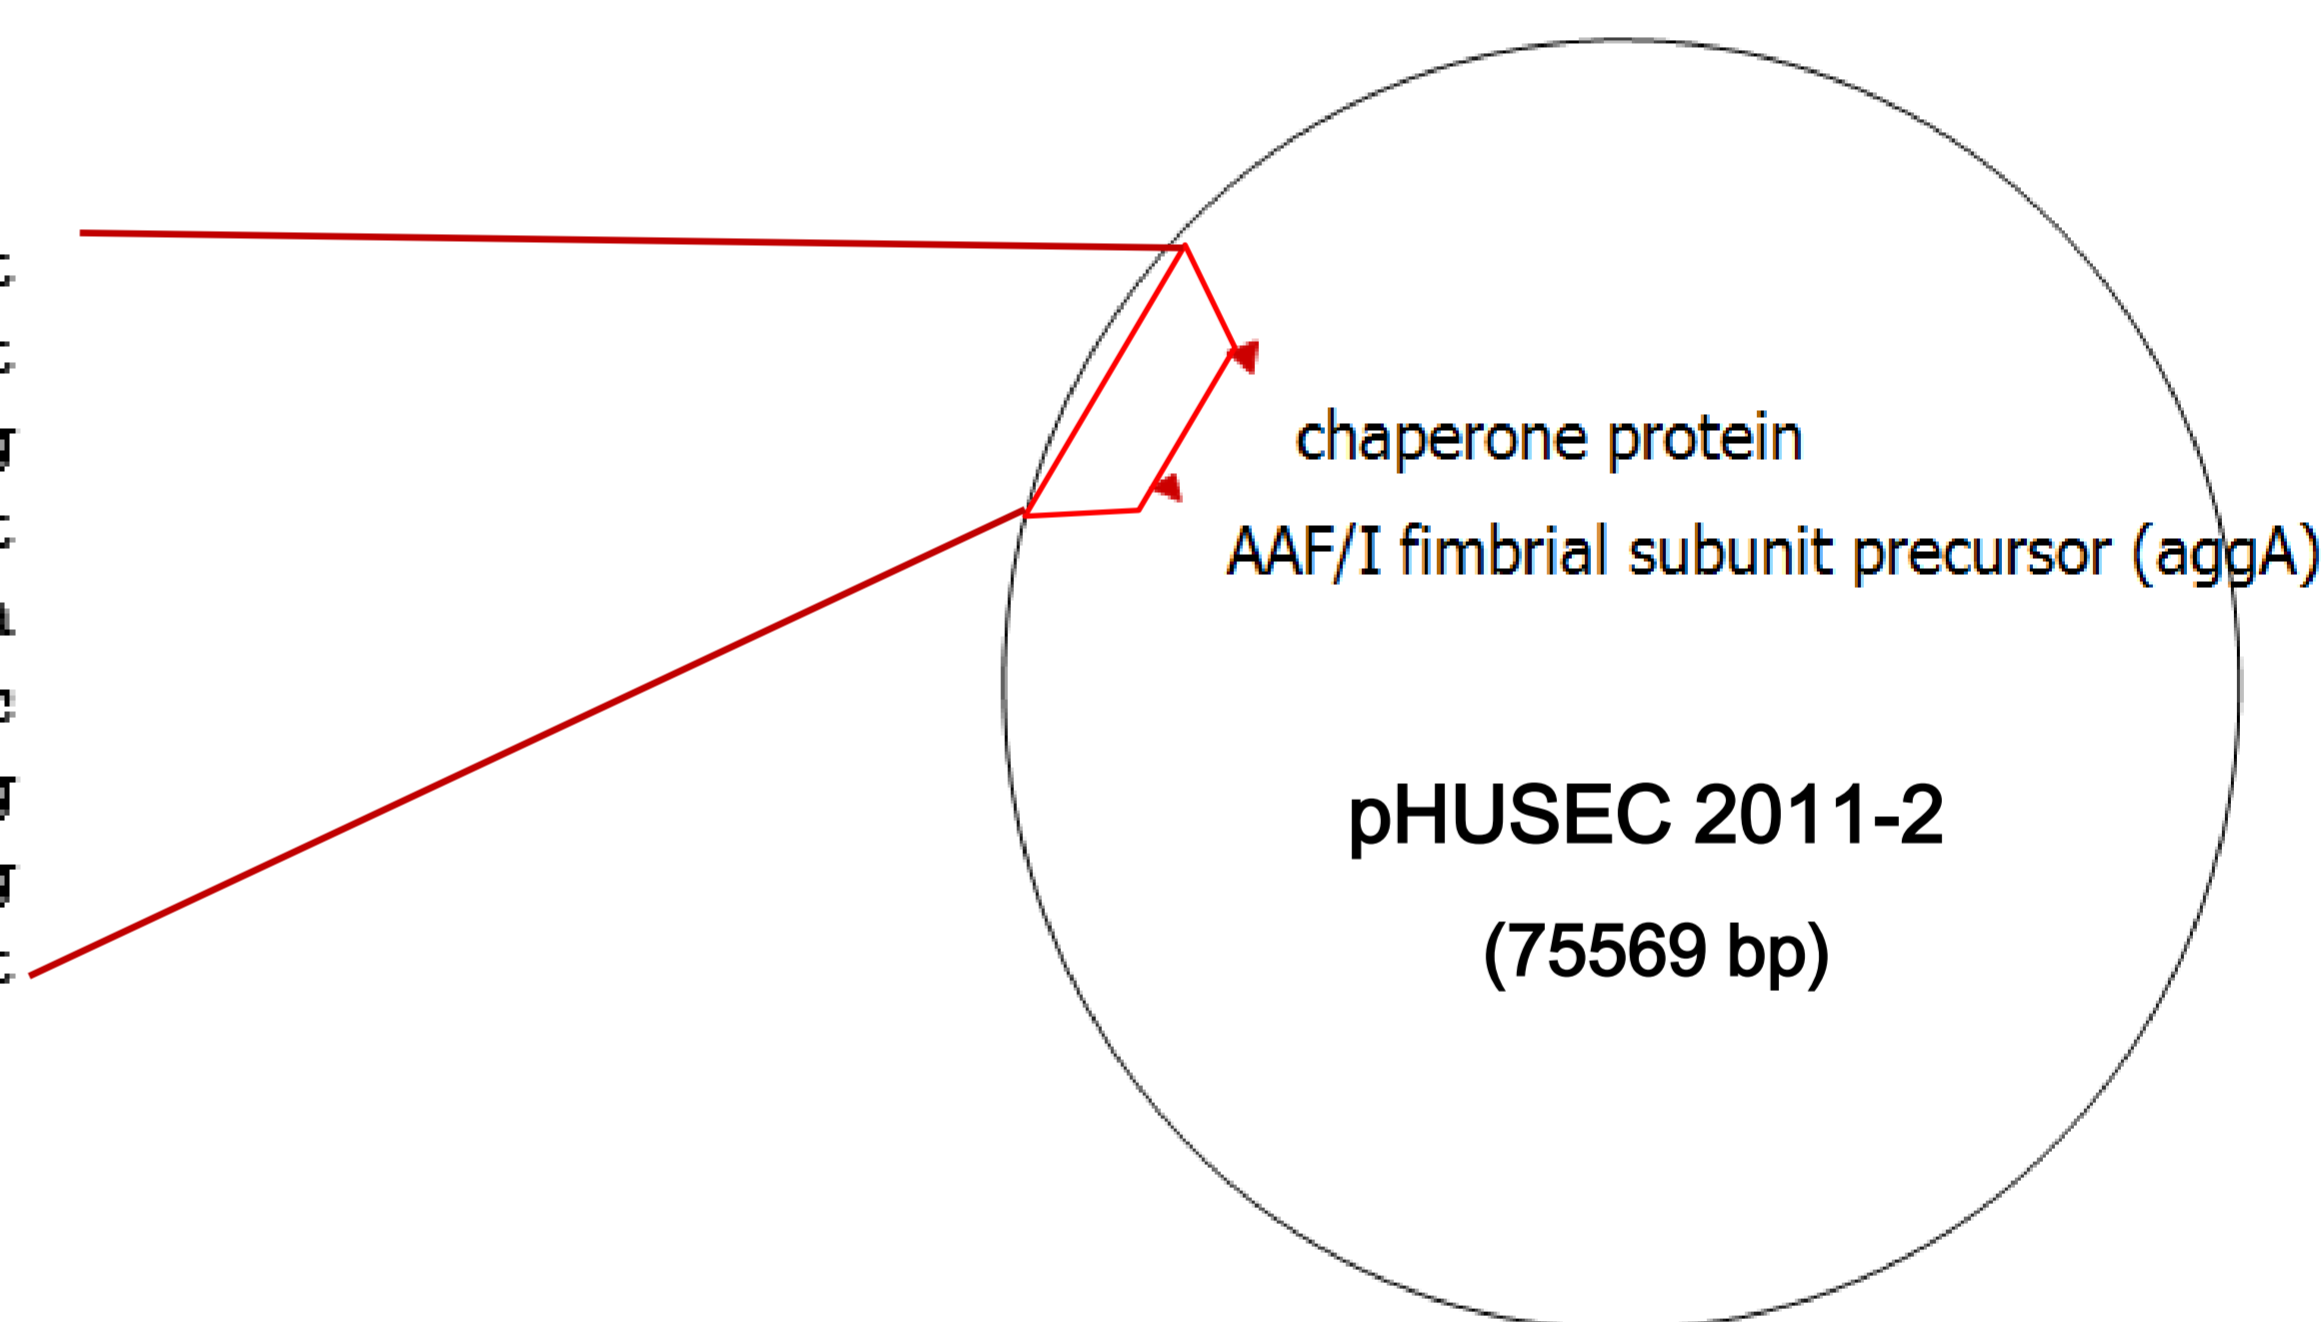 chaperone protein
AAF/I fimbrial subunit precursor (aggA)
pHUSEC 2011-2
(75569 bp)